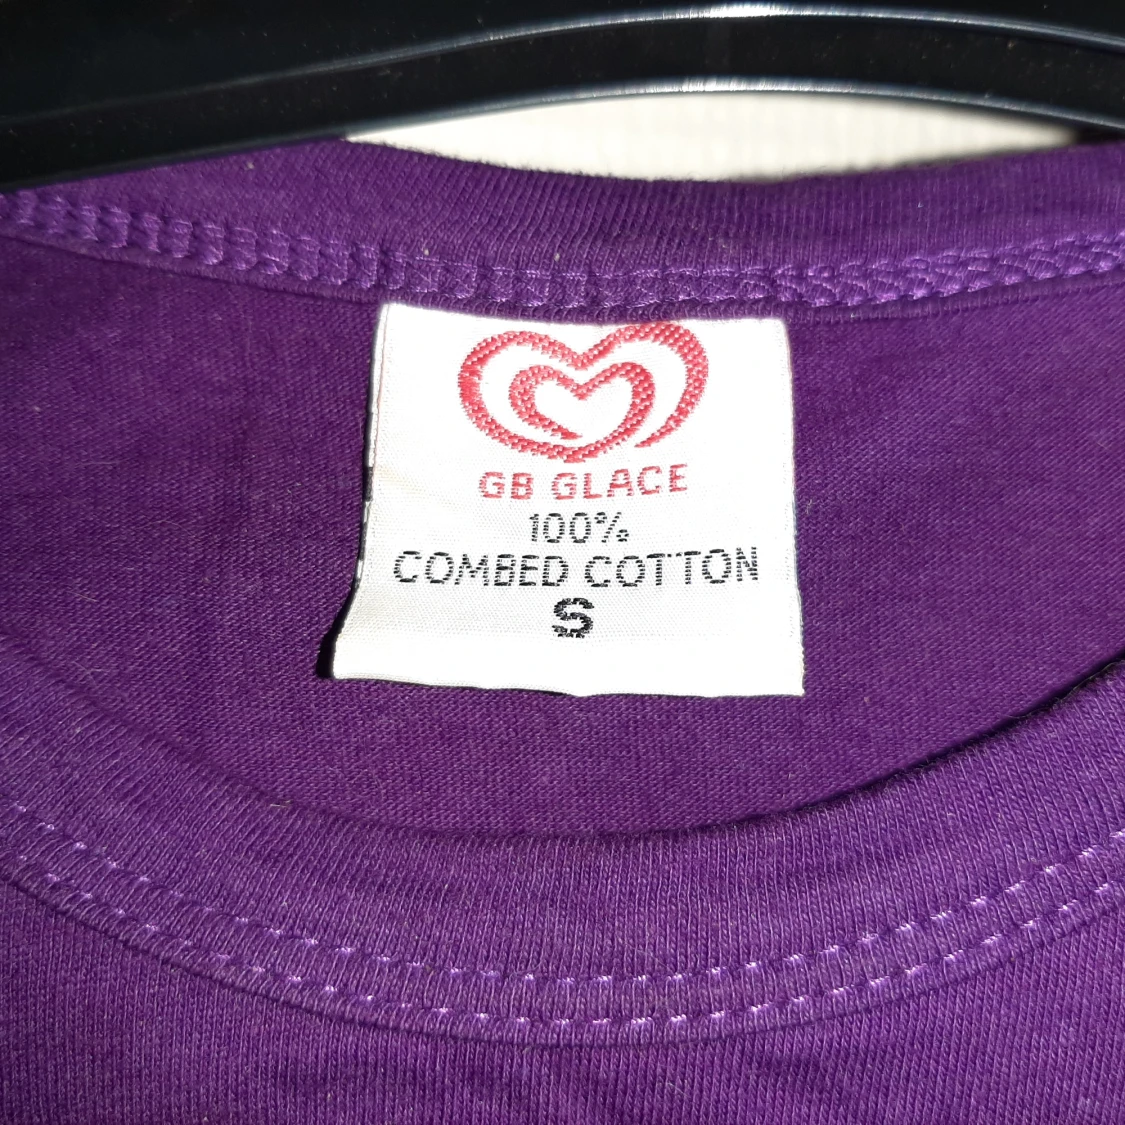 GB GLACE
100%
COMBED COTTON
S